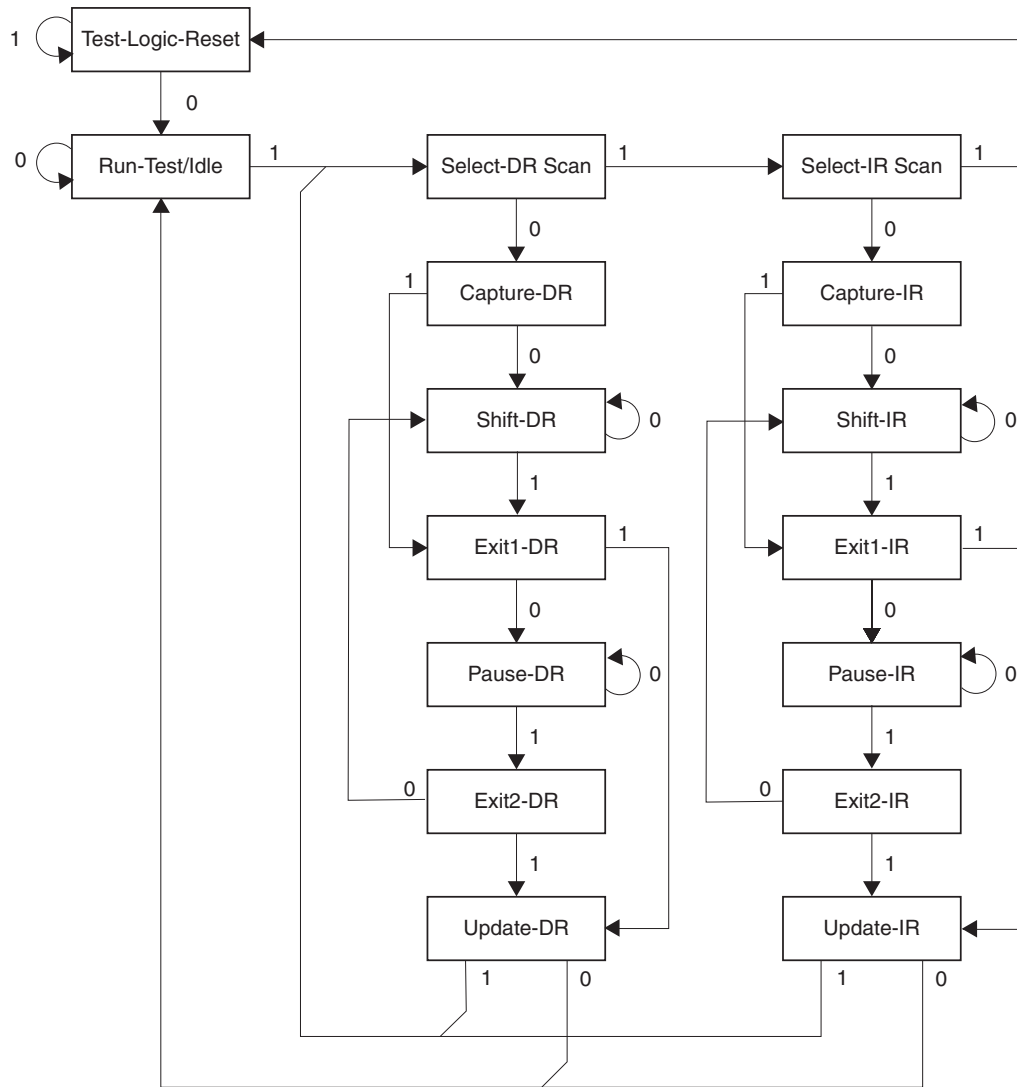 1
Test-Logic-Reset
0
0
Run-Test/Idle
1
Select-DR Scan
1
Select-IR Scan
1
0
0
1
Capture-DR
1
Capture-IR
0
0
Shift-DR
0
Shift-IR
0
1
1
Exit1-DR
1
Exit1-IR
1
0
0
Pause-DR
0
Pause-IR
0
1
1
0
Exit2-DR
0
Exit2-IR
1
1
Update-DR
Update-IR
1
0
1
0